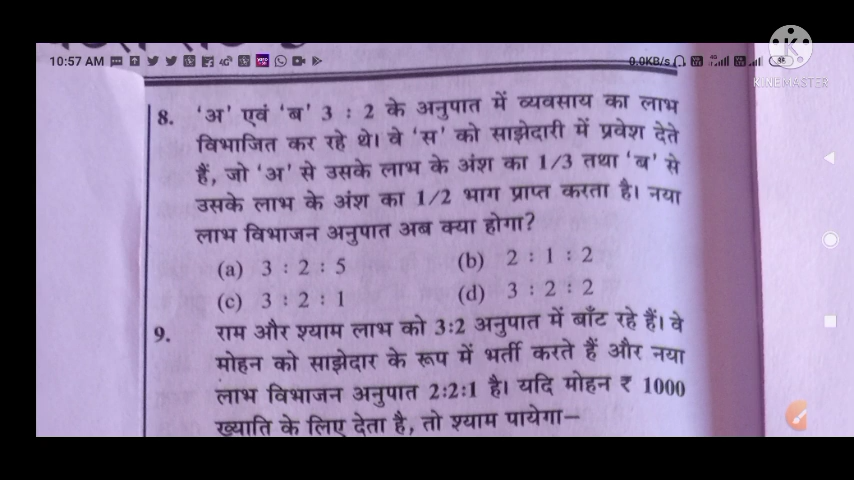 10:57 AM
0.0KB/s
KINEMASTER
8. 'अ' एवं 'ब' 3 : 2 के अनुपात में व्यवसाय का लाभ
विभाजित कर रहे थे। वे 'स' को साझेदारी में प्रवेश देते
हैं, जो 'अ' से उसके लाभ के अंश का 1/3 तथा 'ब' से
उसके लाभ के अंश का 1/2 भाग प्राप्त करता है। नया
लाभ विभाजन अनुपात अब क्या होगा?
(a) 3 : 2 : 5 (b) 2 : 1 : 2
(c) 3 : 2 : 1 (d) 3 : 2 : 2
9. राम और श्याम लाभ को 3:2 अनुपात में बाँट रहे हैं। वे
मोहन को साझेदार के रूप में भर्ती करते हैं और नया
लाभ विभाजन अनुपात 2:2:1 है। यदि मोहन ₹ 1000
ख्याति के लिए देता है, तो श्याम पायेगा–